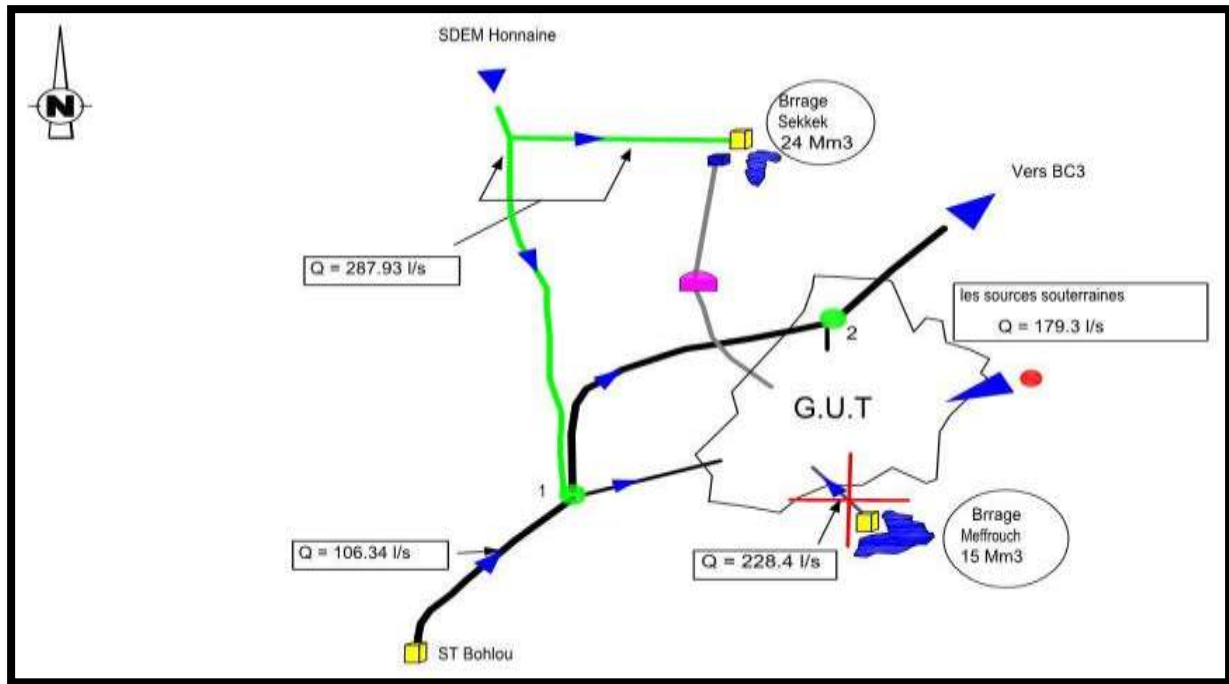 SDEM Honnaine
N
Brrage
Sekkek
24 Mm3
Vers BC3
Q = 287.93 l/s
les sources souterraines
Q = 179.3 l/s
2
G.U.T
1
Brrage
Meffrouch
15 Mm3
Q = 106.34 l/s
Q = 228.4 l/s
ST Bohlou